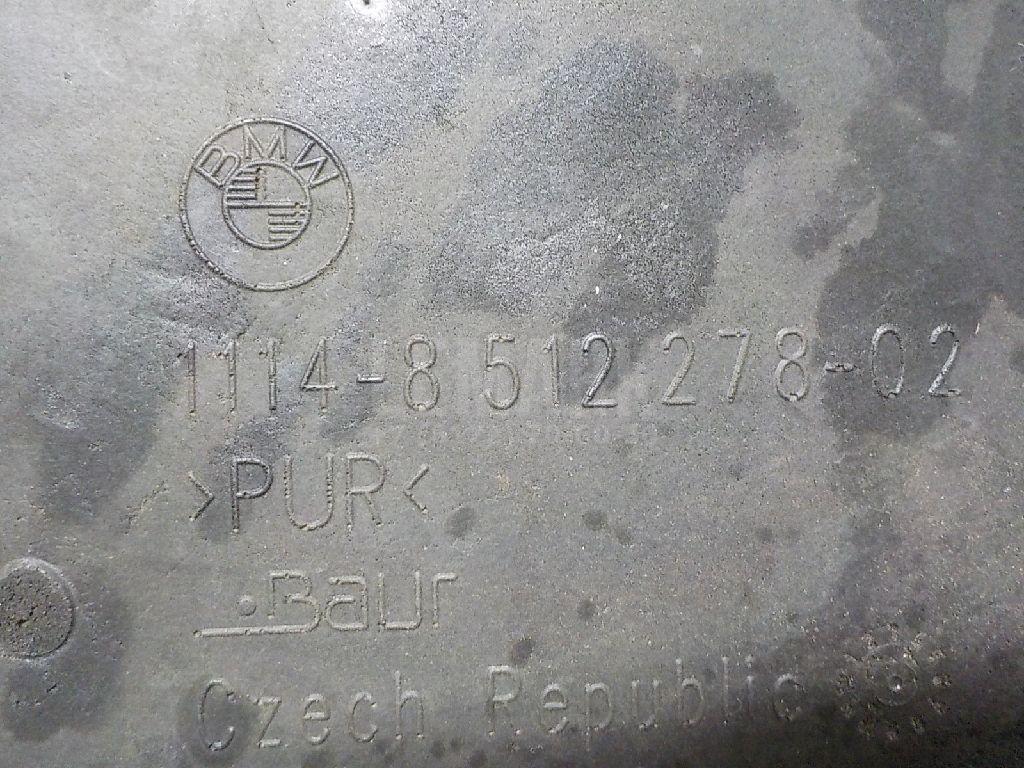 BMW
1114-8 512 278-02
>PUR<
.Baur
Czech Republic